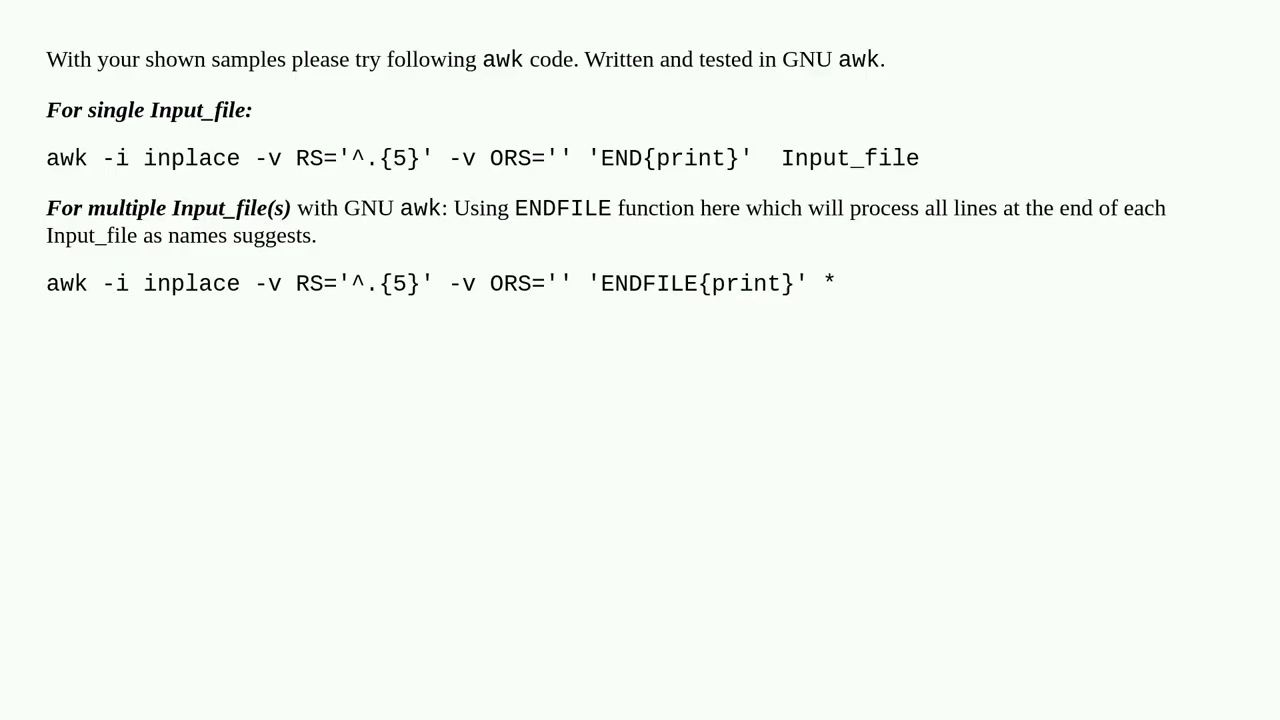 With your shown samples please try following awk code. Written and tested in GNU awk.
For single Input_file:
awk -i inplace -v RS='^.{5}' -v ORS='' 'END{print}'  Input_file
For multiple Input_file(s) with GNU awk: Using ENDFILE function here which will process all lines at the end of each
Input_file as names suggests.
awk -i inplace -v RS='^.{5}' -v ORS='' 'ENDFILE{print}' *